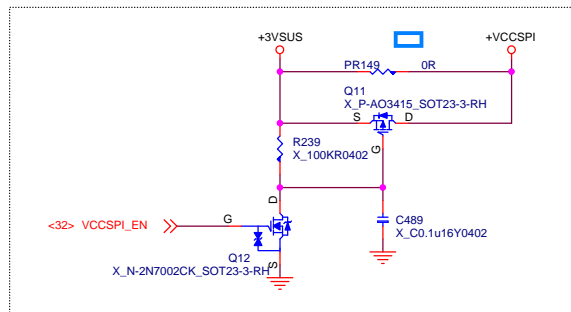 +3VSUS
+VCCSPI
PR149 0R
Q11
X_P-AO3415_SOT23-3-RH
S D
G
R239
X_100KR0402
D
<32> VCCSPI_EN G
C489
X_C0.1u16Y0402
S
Q12
X_N-2N7002CK_SOT23-3-RH